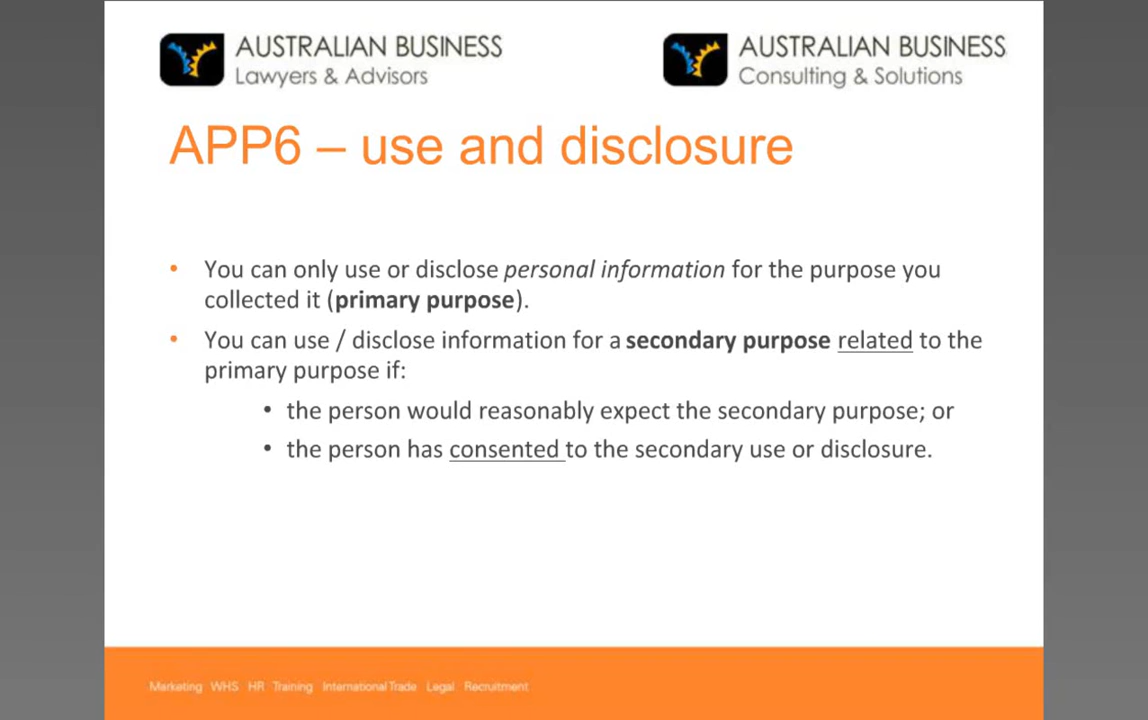 AUSTRALIAN BUSINESS
Lawyers & Advisors
AUSTRALIAN BUSINESS
Consulting & Solutions
APP6 – use and disclosure
• You can only use or disclose personal information for the purpose you
collected it (primary purpose).
• You can use / disclose information for a secondary purpose related to the
primary purpose if:
• the person would reasonably expect the secondary purpose; or
• the person has consented to the secondary use or disclosure.
Marketing WHS HR Training International Trade Legal Recruitment